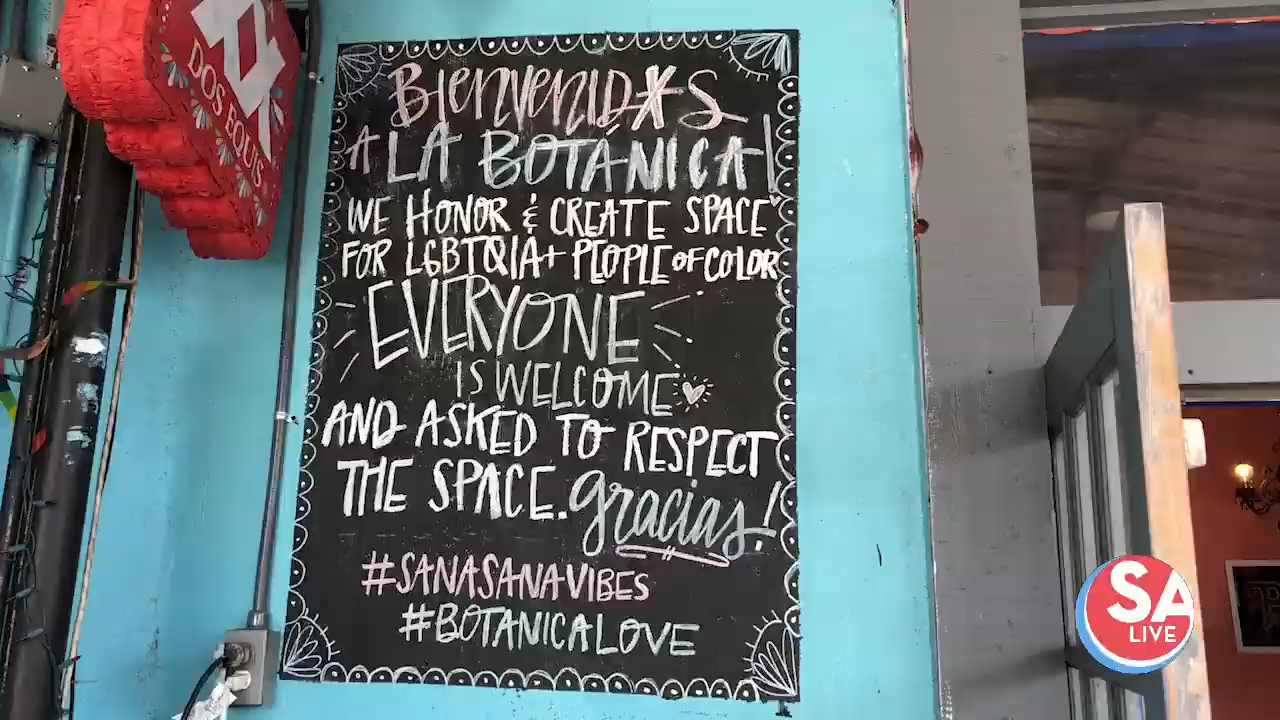 DOS EQUIS
BIENVENID*S
A LA BOTÁNICA!
WE HONOR & CREATE SPACE
FOR LGBTQIA+ PEOPLE OF COLOR
EVERYONE
IS WELCOME
AND ASKED TO RESPECT
THE SPACE. gracias!
#SANASANAVIBES
#BOTANICALOVE
SA
LIVE